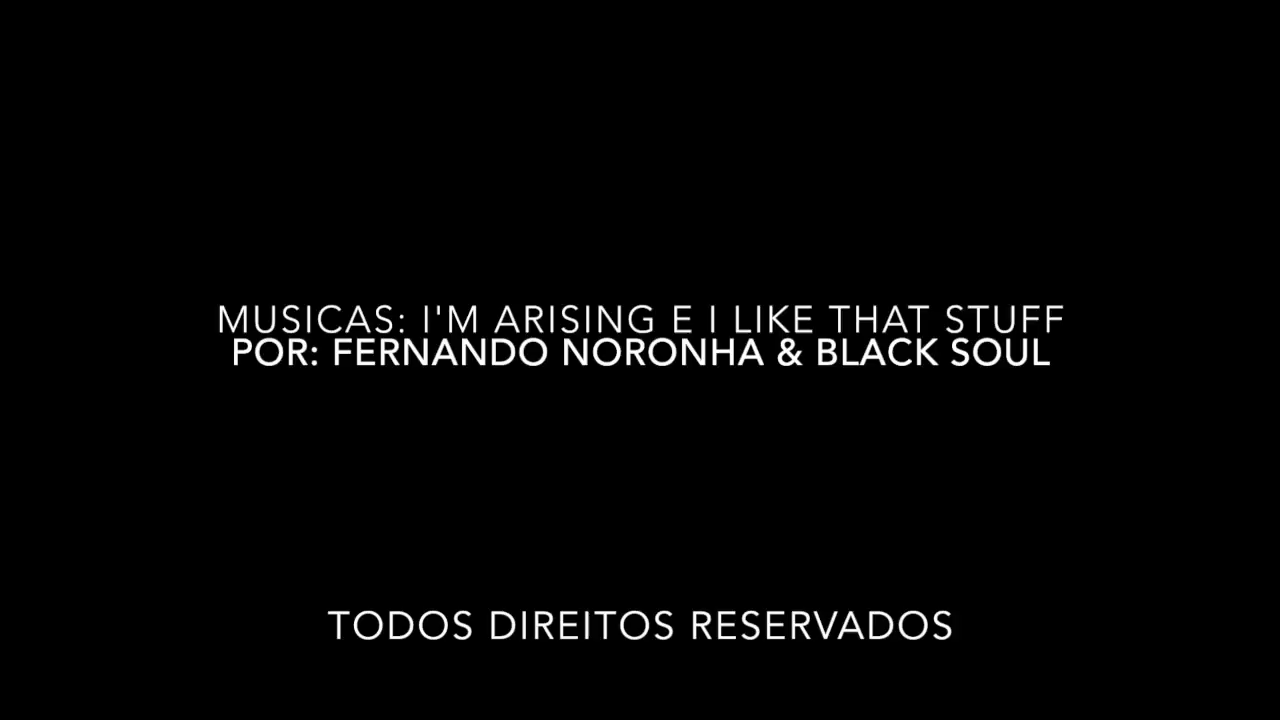 MUSICAS: I'M ARISING E I LIKE THAT STUFF
POR: FERNANDO NORONHA & BLACK SOUL
TODOS DIREITOS RESERVADOS